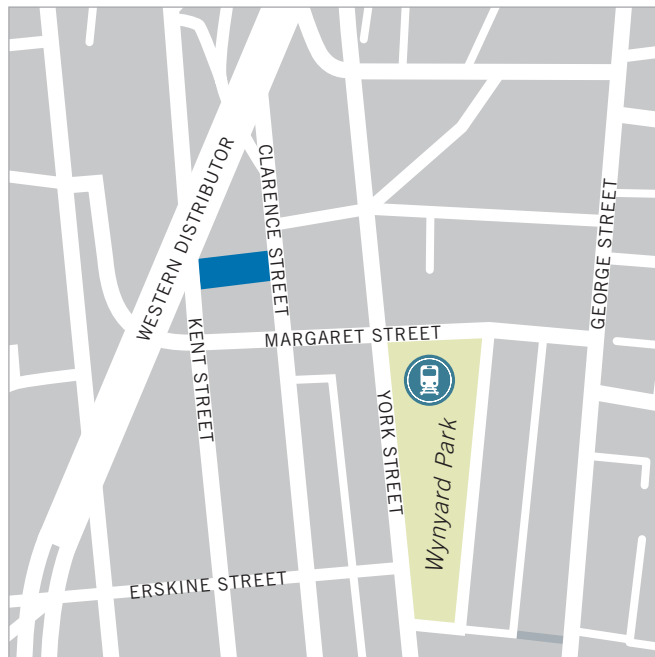 WESTERN DISTRIBUTOR
CLARENCE STREET
GEORGE STREET
KENT STREET
MARGARET STREET
YORK STREET
Wynyard Park
ERSKINE STREET